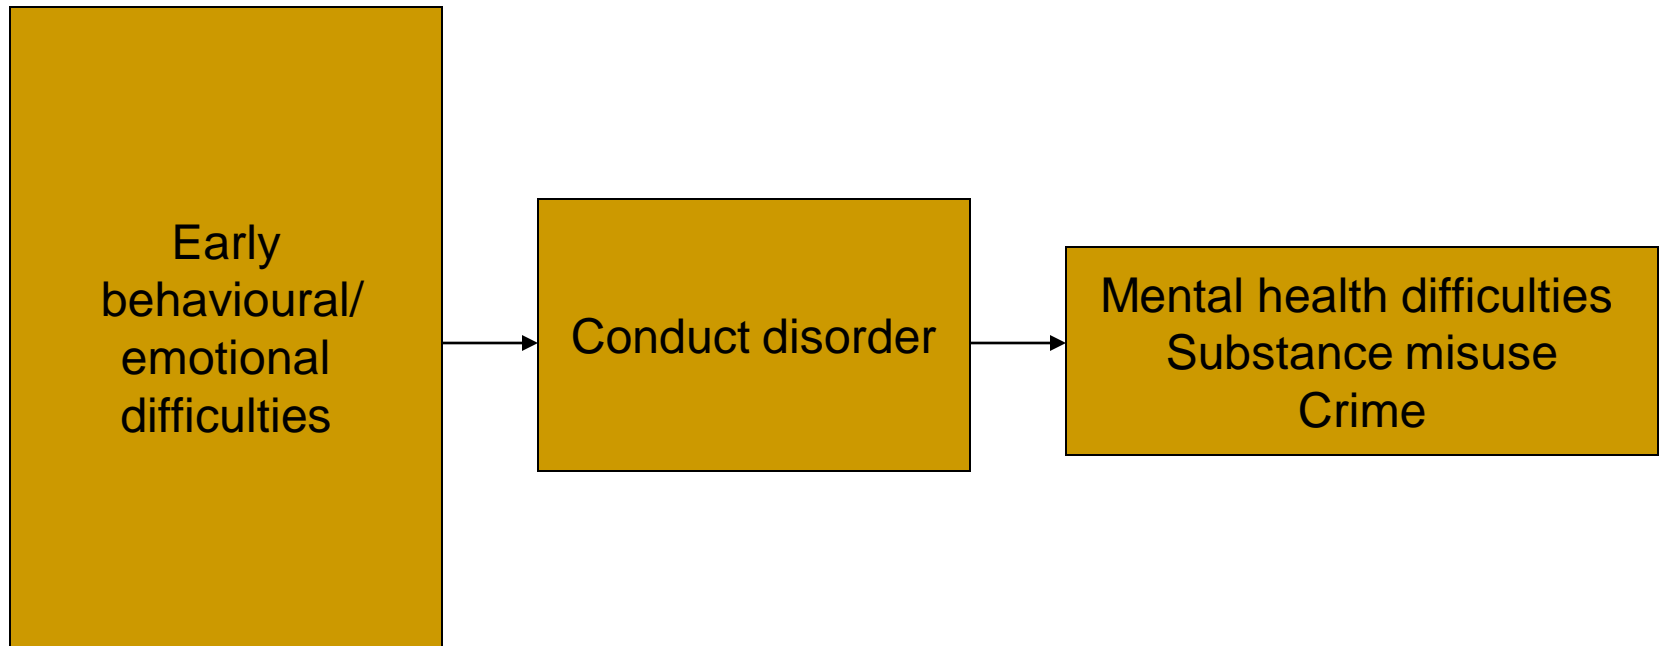 Early
behavioural/
emotional
difficulties
Conduct disorder
Mental health difficulties
Substance misuse
Crime